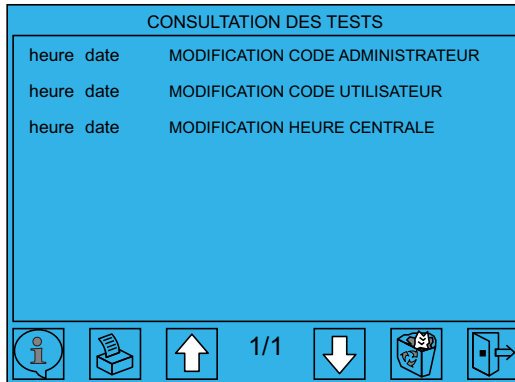 CONSULTATION DES TESTS
heure date MODIFICATION CODE ADMINISTRATEUR
heure date MODIFICATION CODE UTILISATEUR
heure date MODIFICATION HEURE CENTRALE
1/1